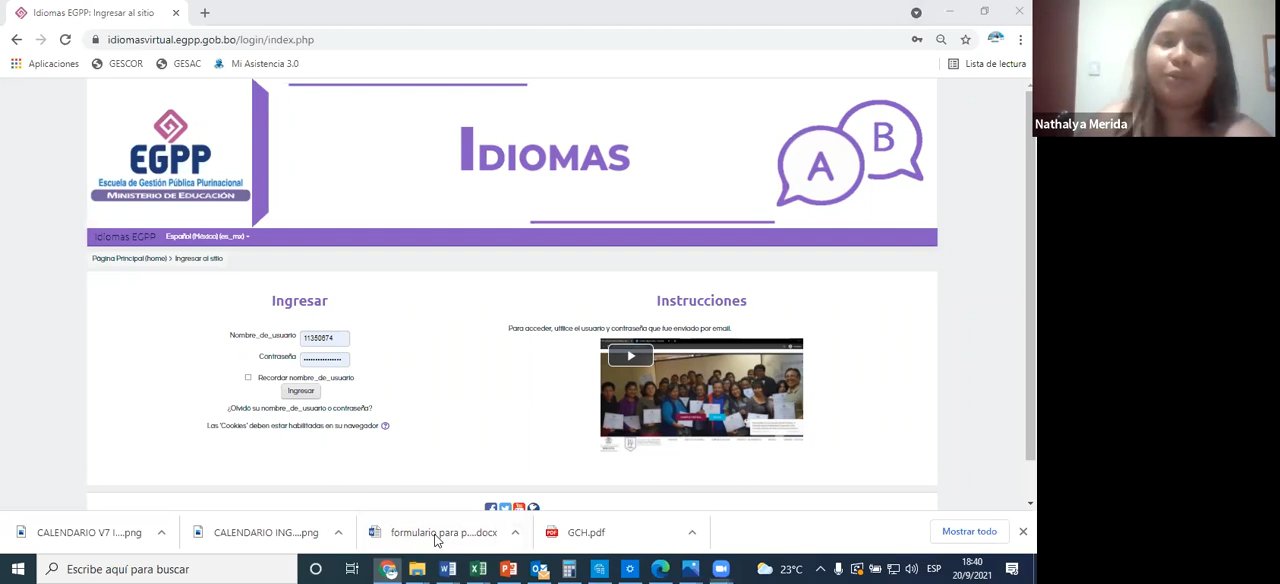 Idiomas EGPP: Ingresar al sitio
idiomasvirtual.egpp.gob.bo/login/index.php
Aplicaciones GESCOR GESAC Mi Asistencia 3.0 Lista de lectura
Nathalya Merida
EGPP
Escuela de Gestión Pública Plurinacional
MINISTERIO DE EDUCACIÓN
IDIOMAS
A B
Idiomas EGPP Español (México) (es_mx)
Página Principal (home) > Ingresar al sitio
Ingresar
Nombre_de_usuario 11350874
Contraseña ................
Recordar nombre_de_usuario
Ingresar
¿Olvidó su nombre_de_usuario o contraseña?
Las 'Cookies' deben estar habilitadas en su navegador
Instrucciones
Para acceder, utilice el usuario y contraseña que fue enviado por email.
CALENDARIO V7 I....png CALENDARIO ING....png formulario para p....docx GCH.pdf Mostrar todo
Escribe aquí para buscar 23°C ESP 18:40
20/9/2021